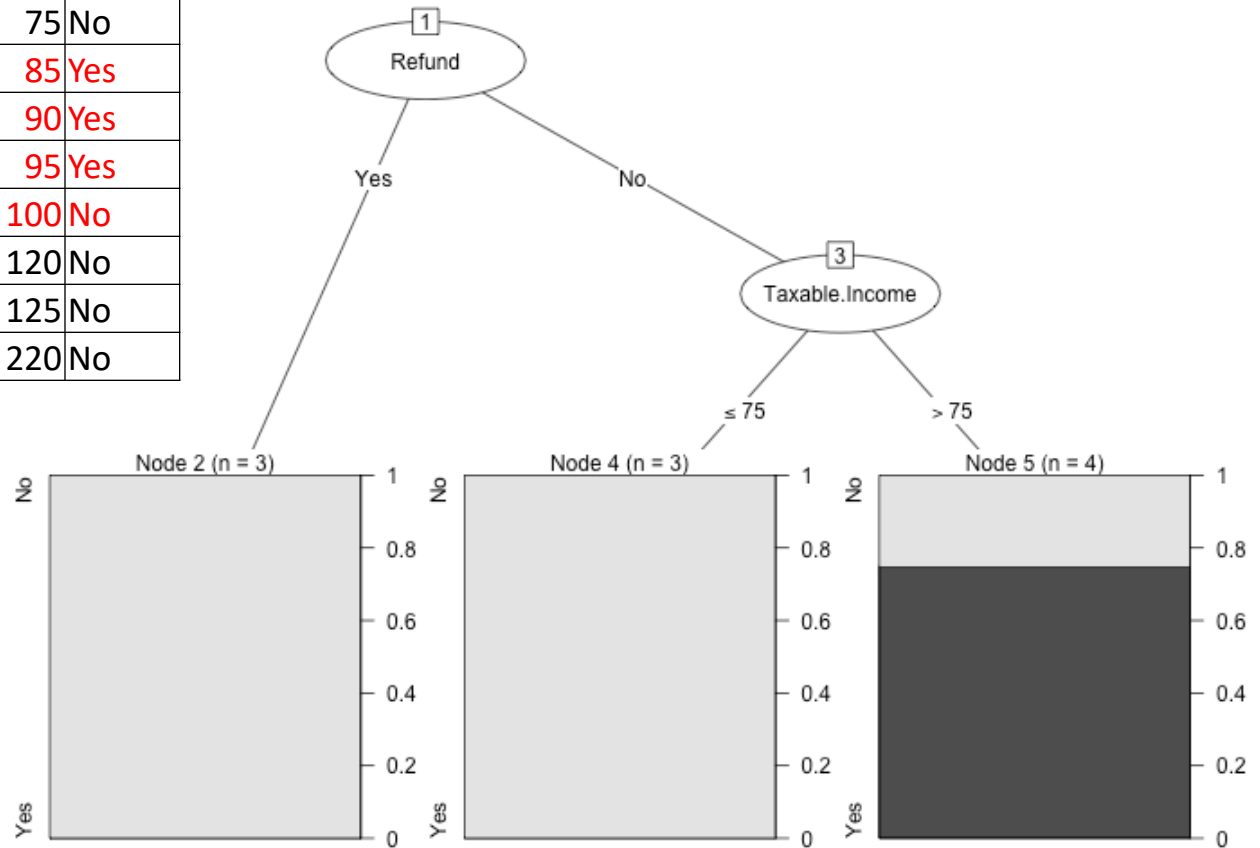 75 No
85 Yes
90 Yes
95 Yes
100 No
120 No
125 No
220 No
1
Refund
Yes
No
3
Taxable.Income
≤ 75
> 75
Node 2 (n = 3)
No
Yes
1
0.8
0.6
0.4
0.2
0
Node 4 (n = 3)
No
Yes
1
0.8
0.6
0.4
0.2
0
Node 5 (n = 4)
No
Yes
1
0.8
0.6
0.4
0.2
0